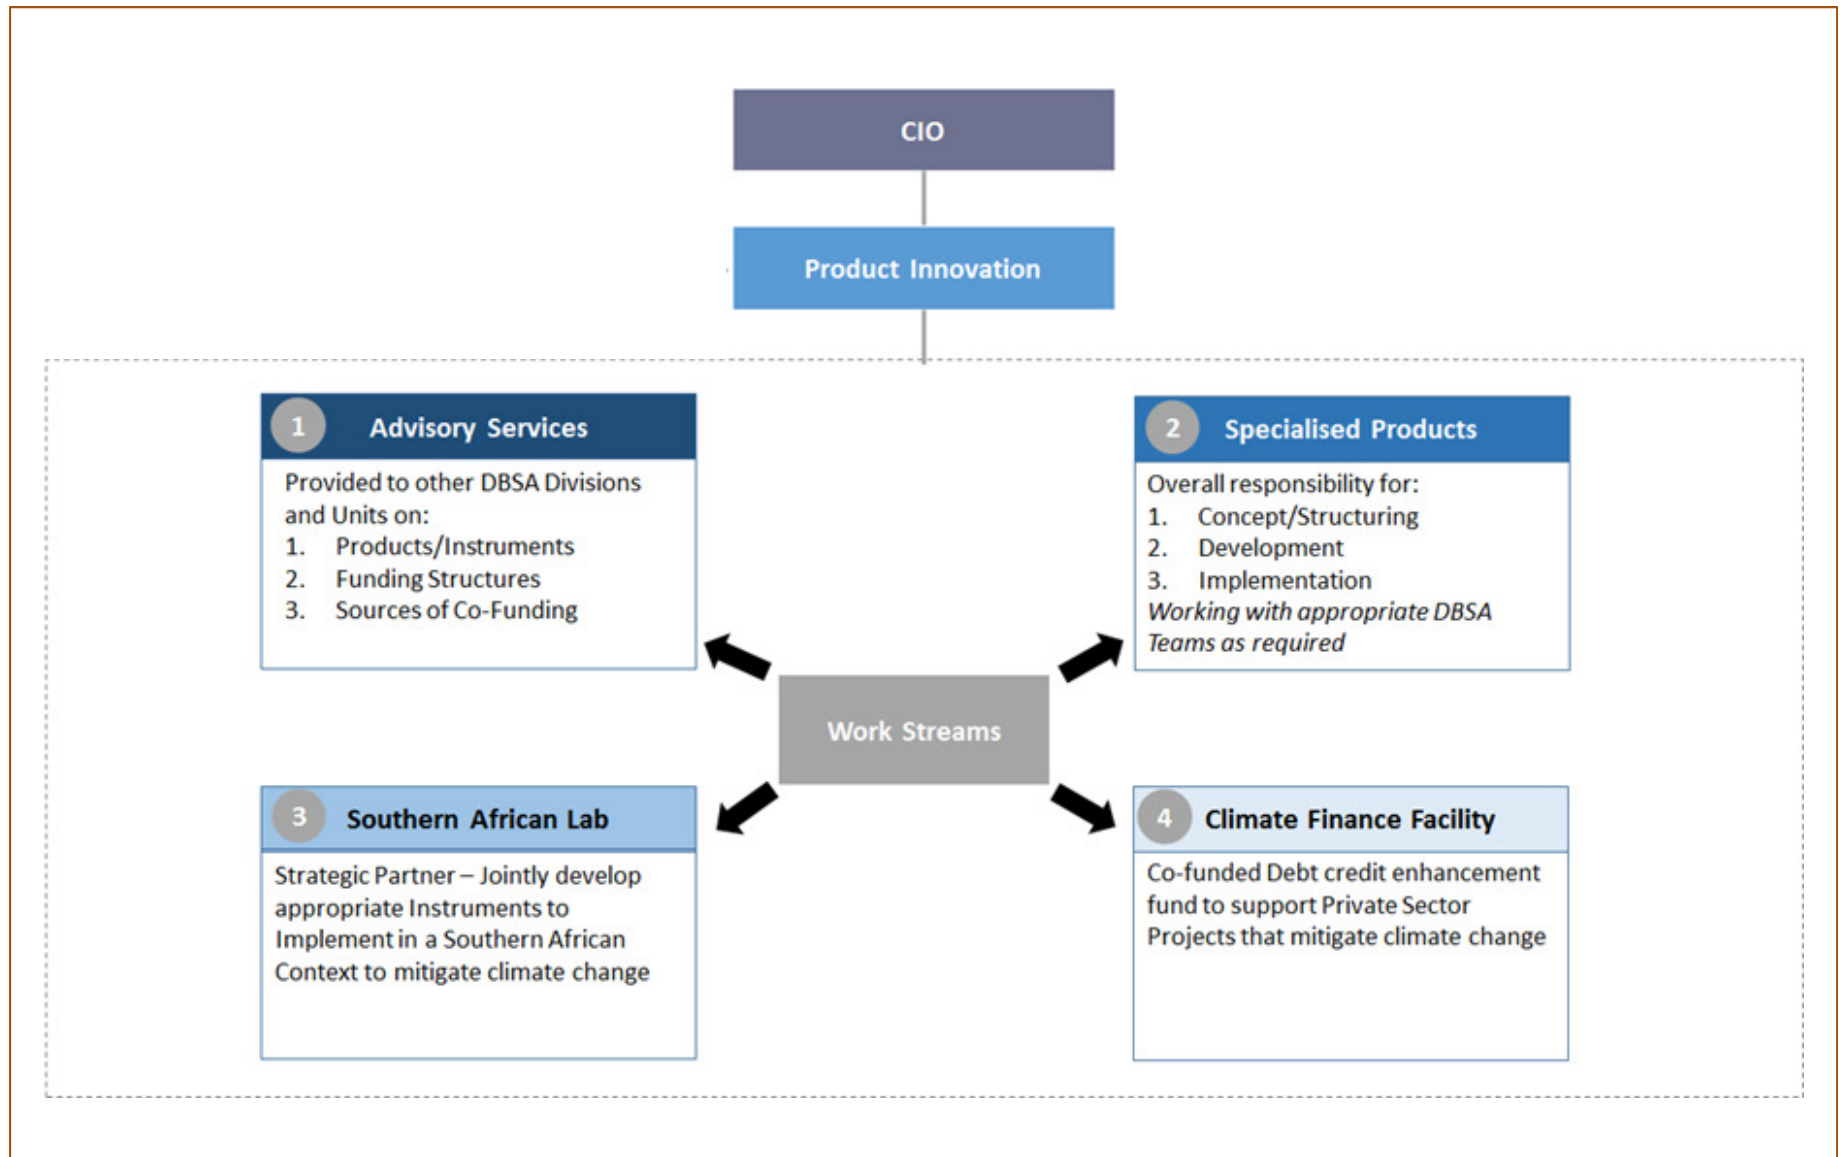 CIO
Product Innovation
1 Advisory Services
Provided to other DBSA Divisions
and Units on:
1. Products/Instruments
2. Funding Structures
3. Sources of Co-Funding
2 Specialised Products
Overall responsibility for:
1. Concept/Structuring
2. Development
3. Implementation
Working with appropriate DBSA
Teams as required
Work Streams
3 Southern African Lab
Strategic Partner – Jointly develop
appropriate Instruments to
Implement in a Southern African
Context to mitigate climate change
4 Climate Finance Facility
Co-funded Debt credit enhancement
fund to support Private Sector
Projects that mitigate climate change